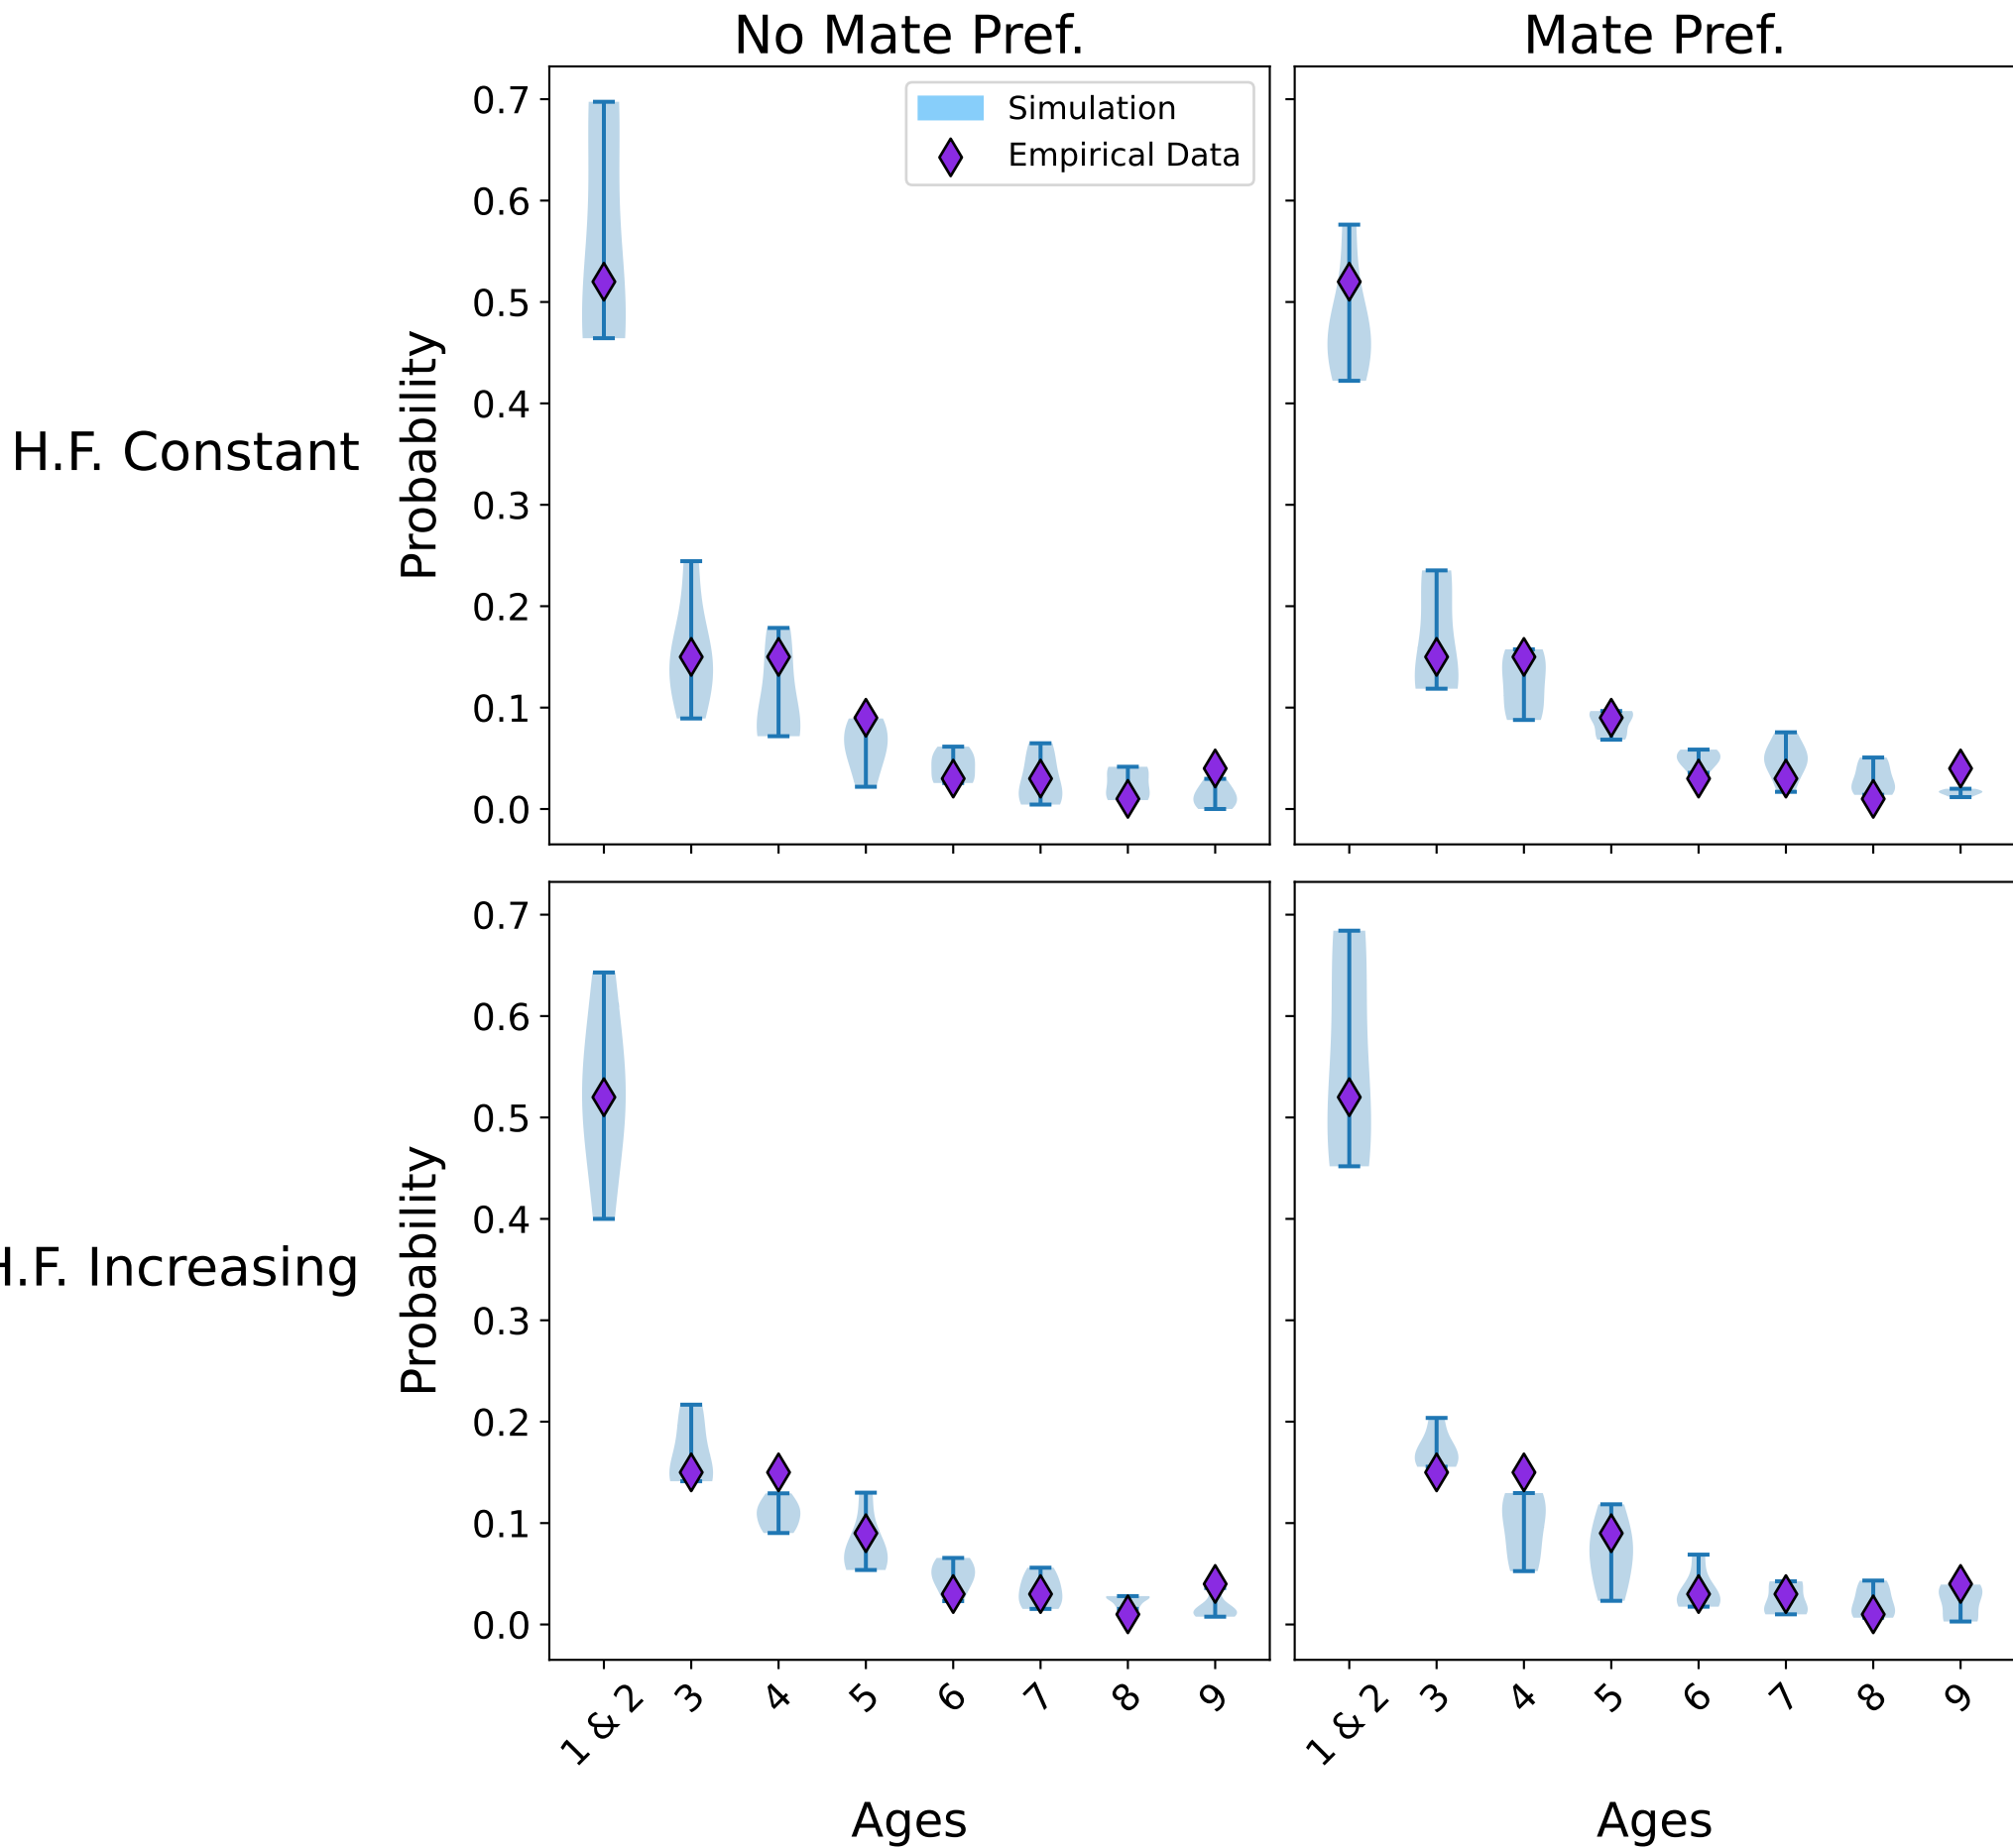 No Mate Pref.
Mate Pref.
Simulation
Empirical Data
H.F. Constant
Probability
0.7
0.6
0.5
0.4
0.3
0.2
0.1
0.0
H.F. Increasing
Probability
0.7
0.6
0.5
0.4
0.3
0.2
0.1
0.0
1 & 2 3 4 5 6 7 8 9
1 & 2 3 4 5 6 7 8 9
Ages
Ages